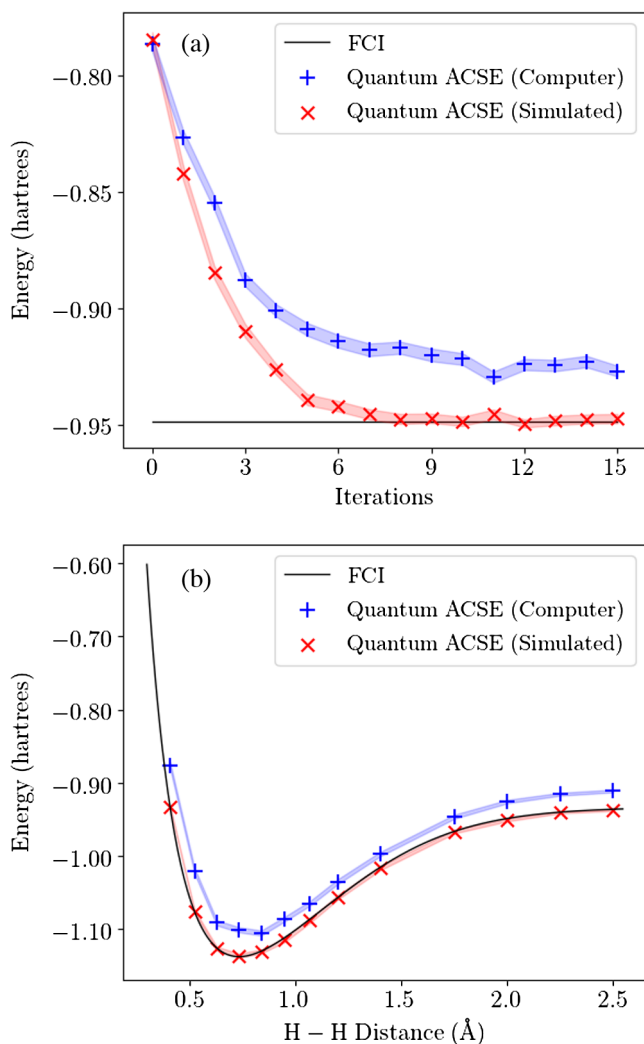 (a)
FCI
Quantum ACSE (Computer)
Quantum ACSE (Simulated)
−0.80
−0.85
−0.90
−0.95
Energy (hartrees)
0 3 6 9 12 15
Iterations
(b)
FCI
Quantum ACSE (Computer)
Quantum ACSE (Simulated)
−0.60
−0.70
−0.80
−0.90
−1.00
−1.10
Energy (hartrees)
0.5 1.0 1.5 2.0 2.5
H − H Distance (Å)